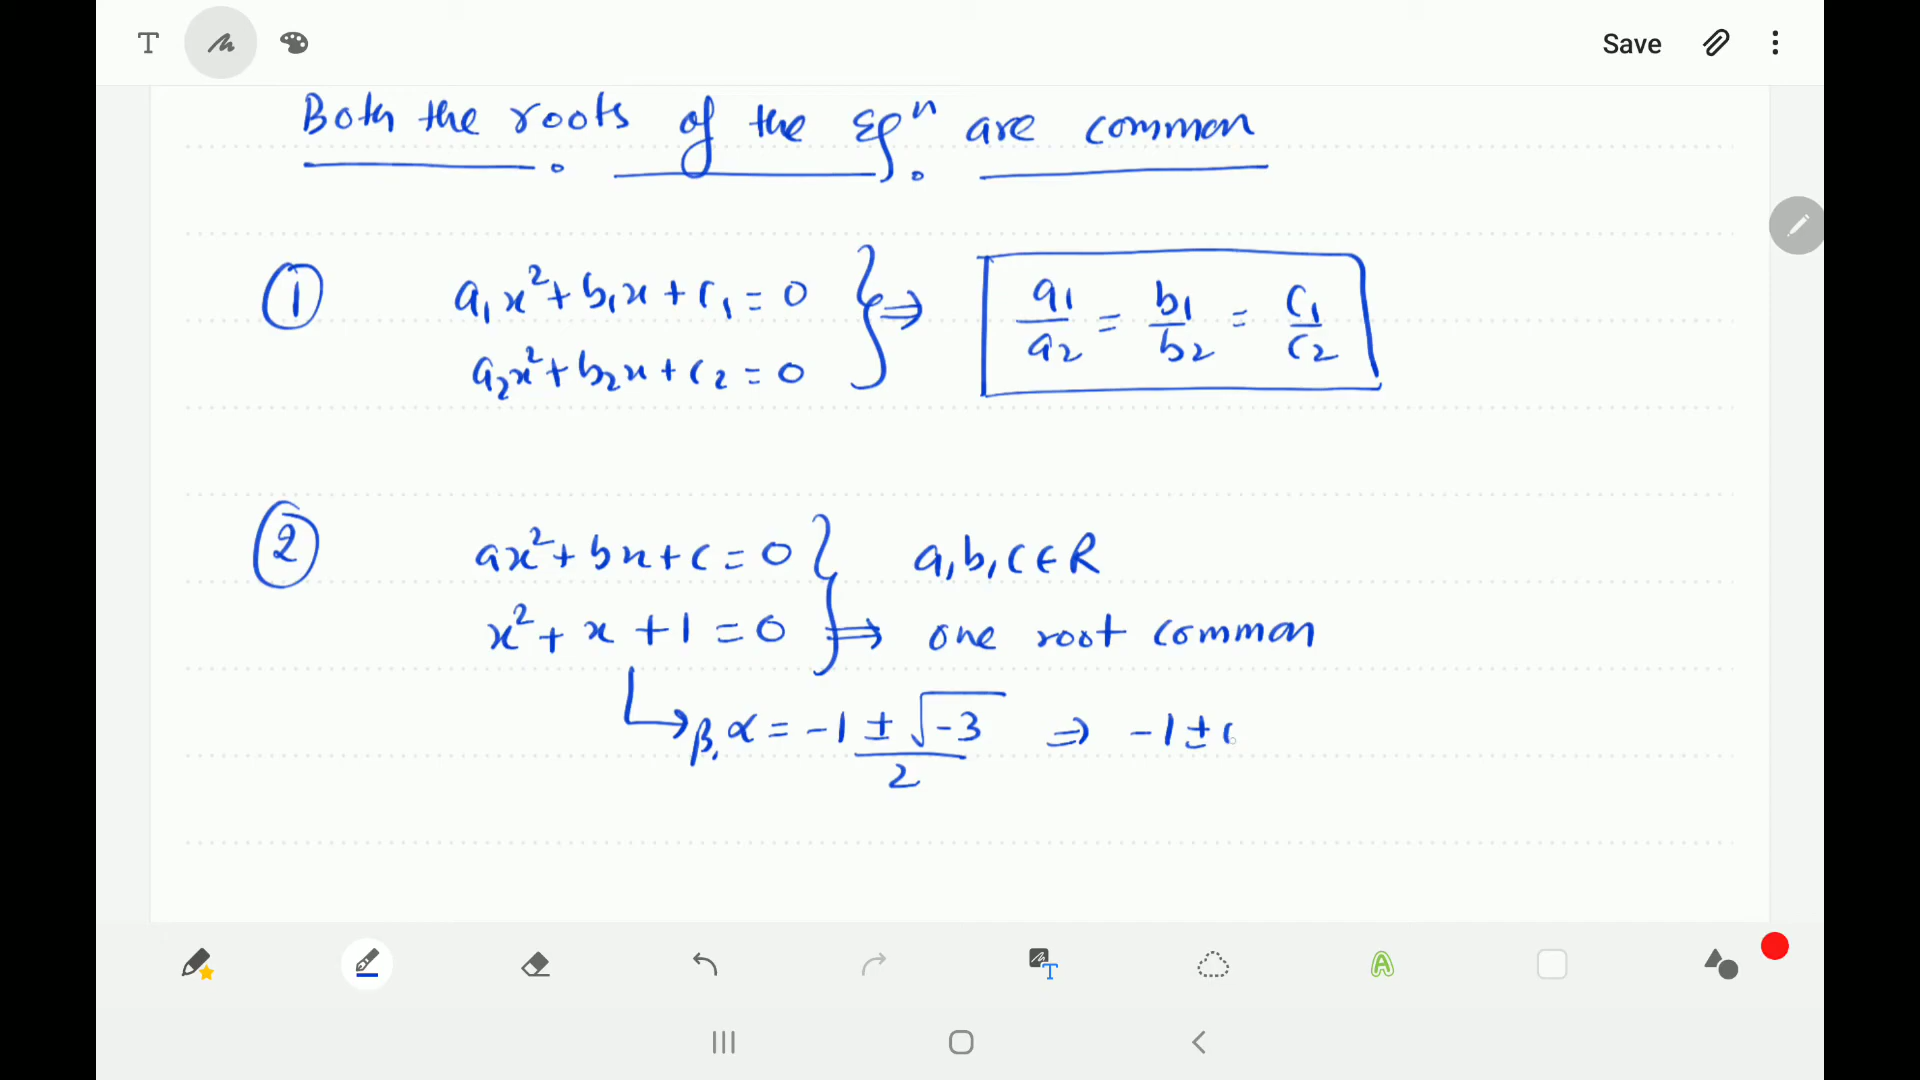 Save
Both the roots of the Eqⁿ. are common
① a₁x²+b₁x+c₁=0 } ⇒ a₁/a₂ = b₁/b₂ = c₁/c₂
a₂x²+b₂x+c₂=0
② ax²+bx+c=0 } a,b,c∈R
x²+x+1=0 ⇒ one root common
↳ β,α = -1±√-3/2 ⇒ -1±